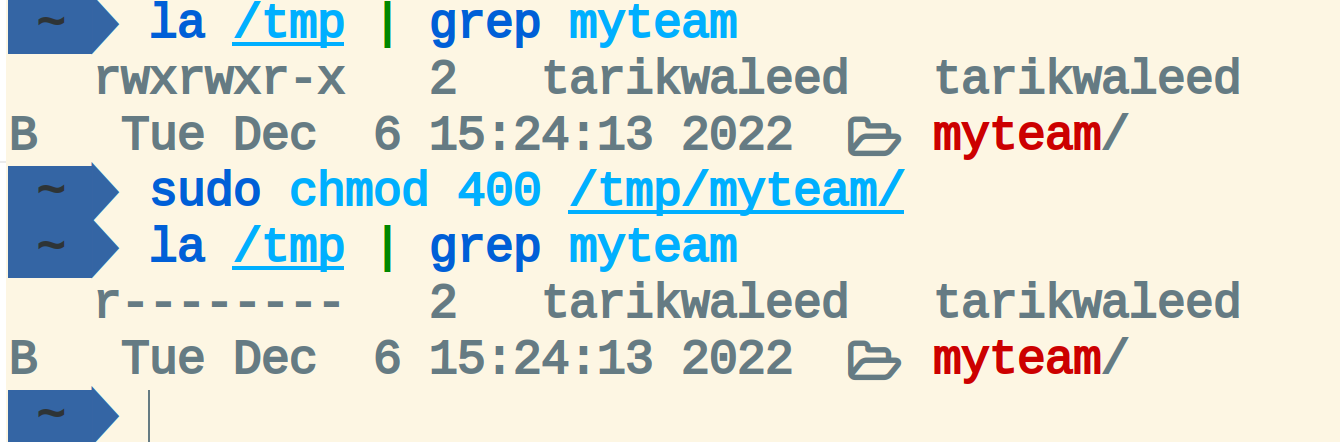 ~ la /tmp | grep myteam
rwxrwxr-x 2 tarikwaleed tarikwaleed
B Tue Dec 6 15:24:13 2022 myteam/
~ sudo chmod 400 /tmp/myteam/
~ la /tmp | grep myteam
r-------- 2 tarikwaleed tarikwaleed
B Tue Dec 6 15:24:13 2022 myteam/
~